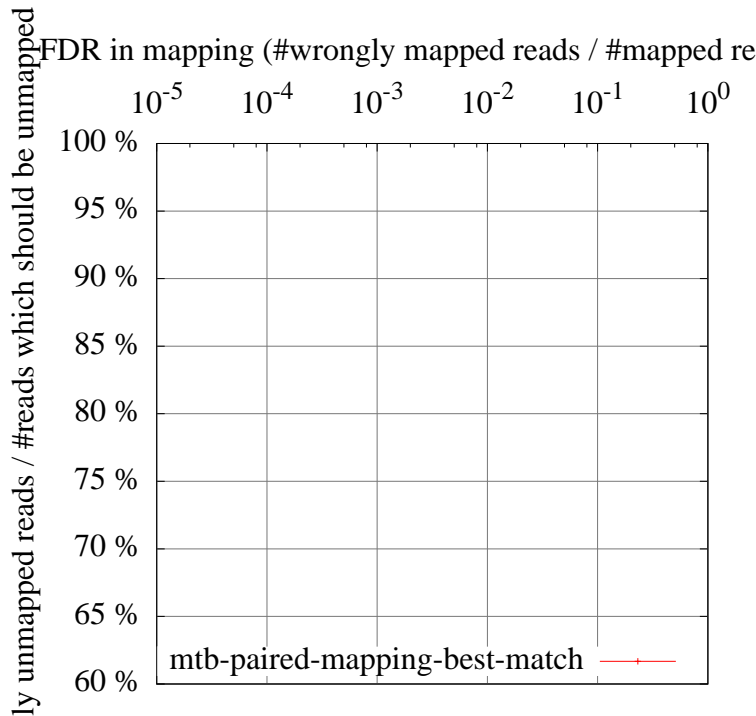 FDR in mapping (#wrongly mapped reads / #mapped re
10^-5 10^-4 10^-3 10^-2 10^-1 10^0
ly unmapped reads / #reads which should be unmapped
100 %
95 %
90 %
85 %
80 %
75 %
70 %
65 %
60 %
mtb-paired-mapping-best-match